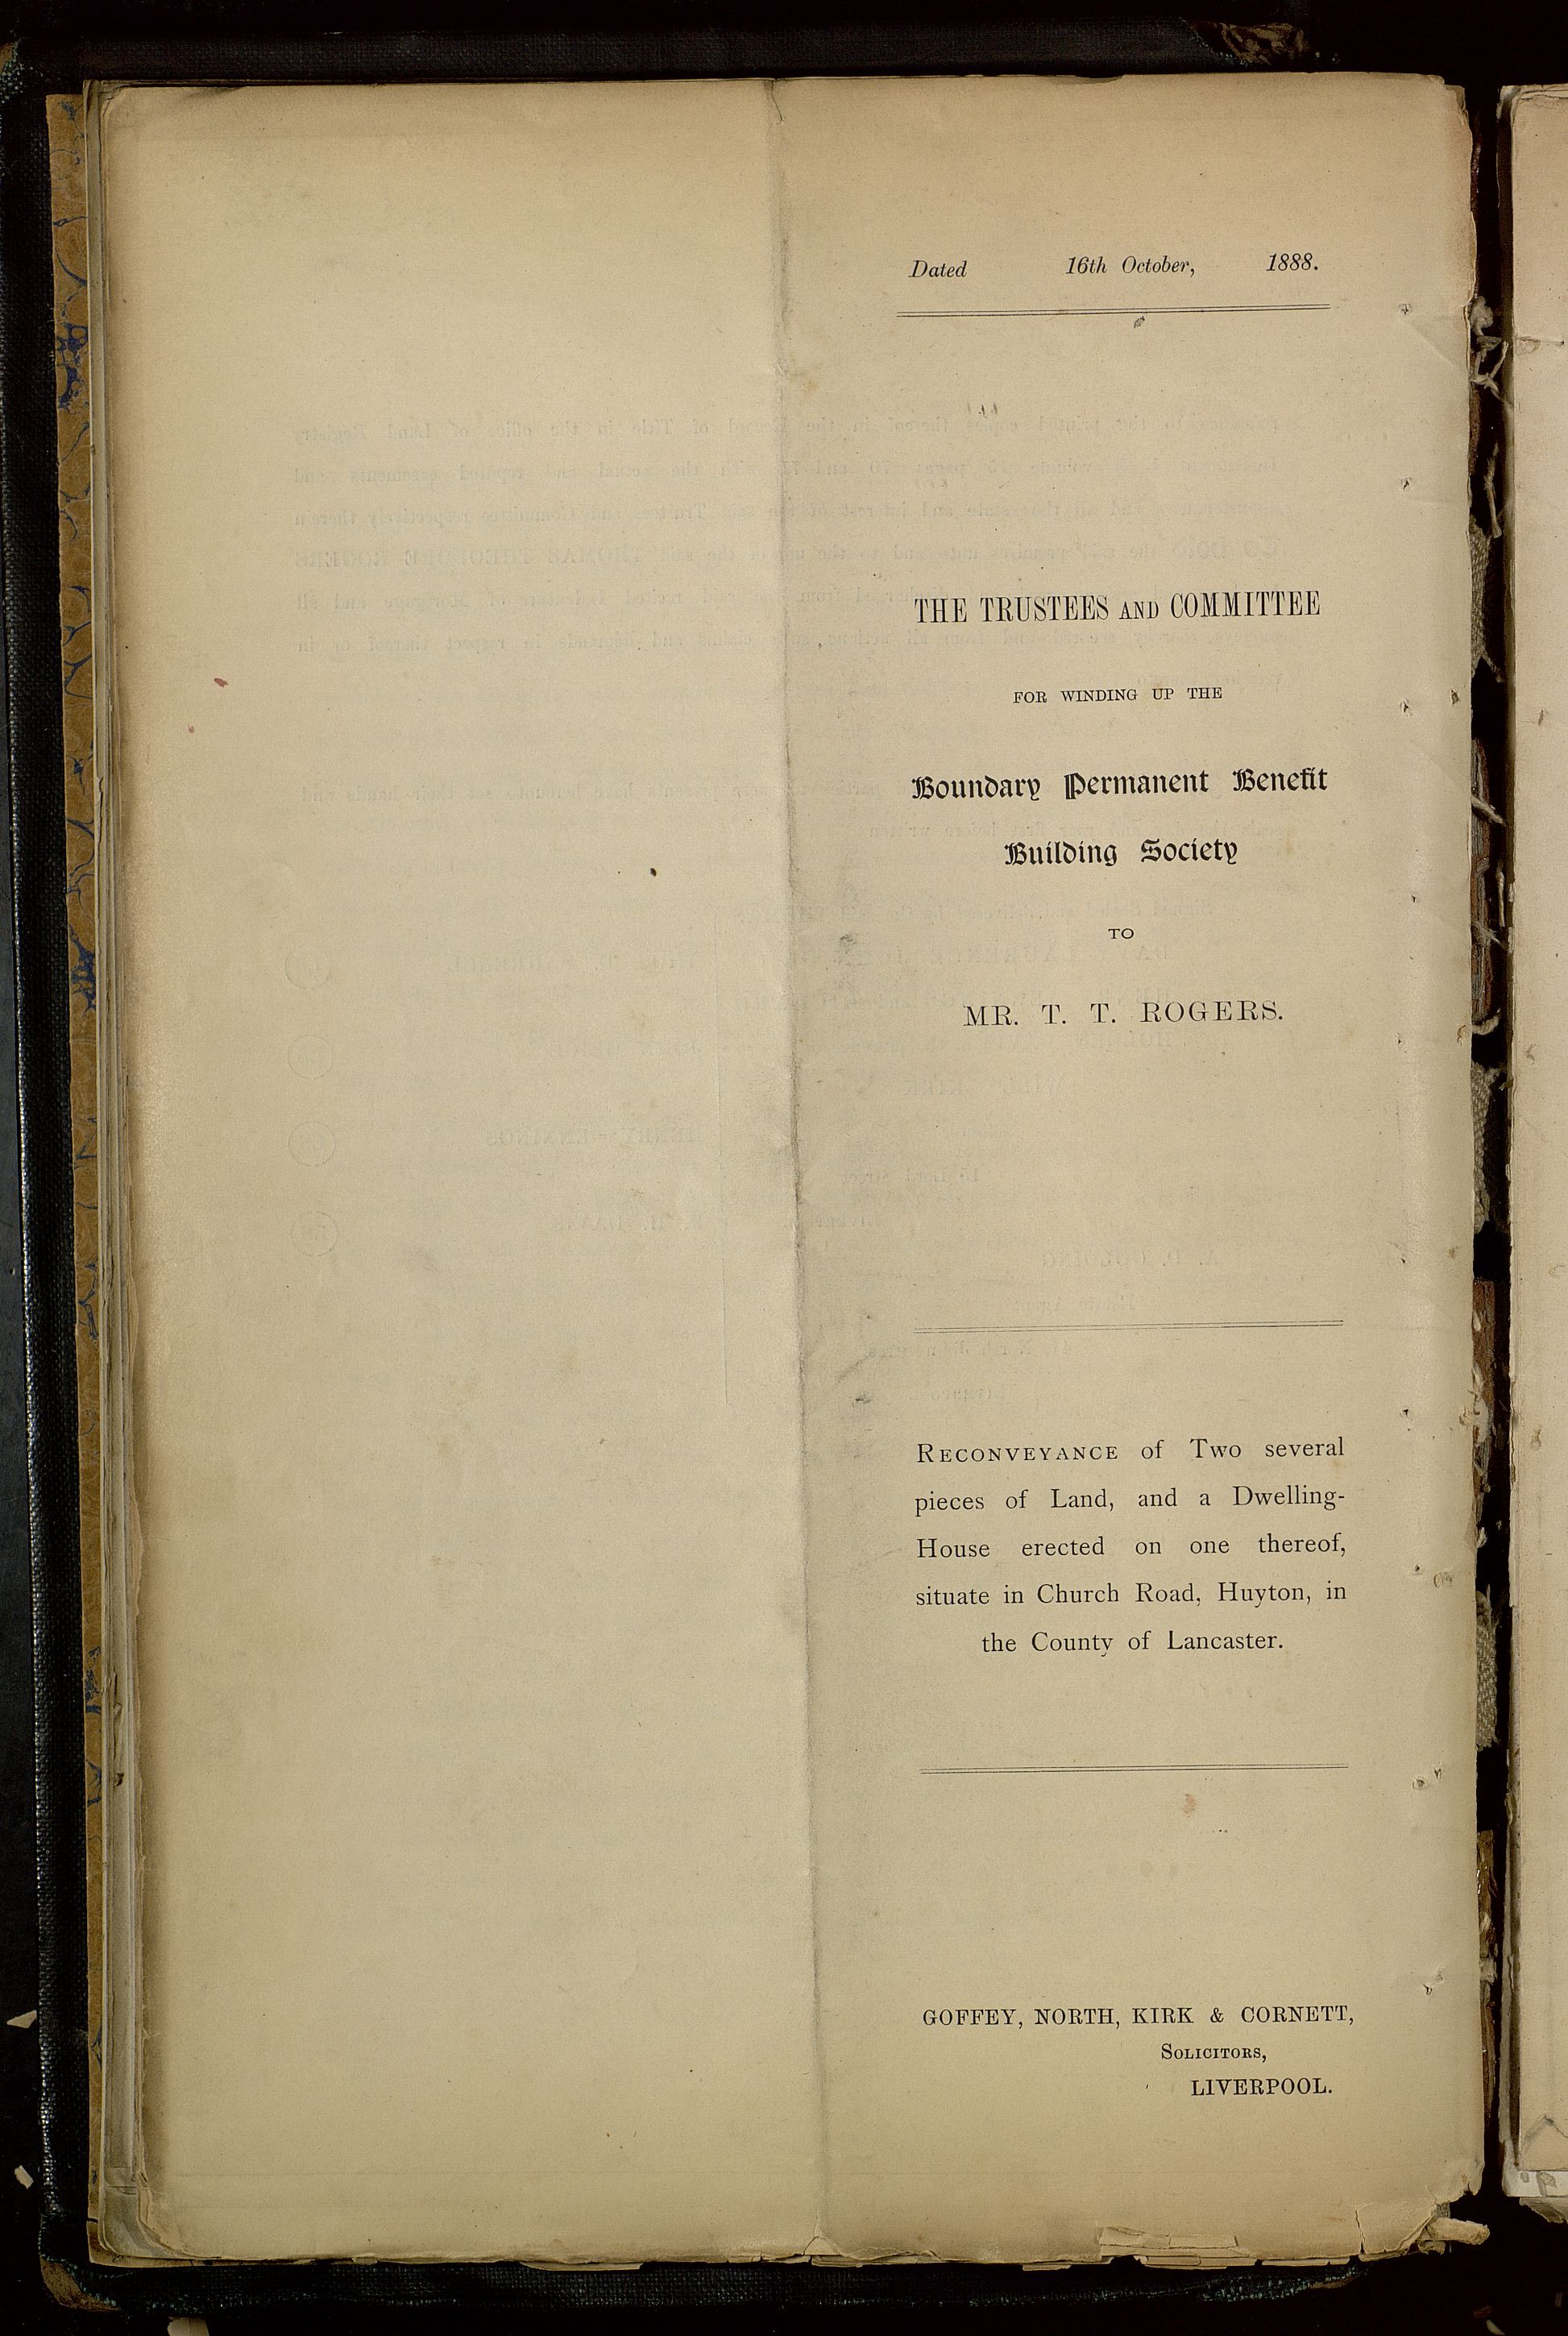 Dated 16th October, 1888.
THE TRUSTEES AND COMMITTEE
FOR WINDING UP THE
Boundary Permanent Benefit
Building Society
TO
MR. T. T. ROGERS.
RECONVEYANCE of Two several
pieces of Land, and a Dwelling-
House erected on one thereof,
situate in Church Road, Huyton, in
the County of Lancaster.
GOFFEY, NORTH, KIRK & CORNETT,
SOLICITORS,
LIVERPOOL.